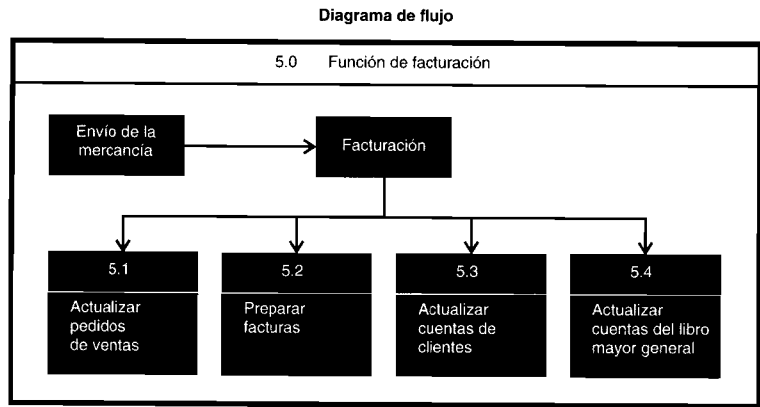 Diagrama de flujo
5.0 Función de facturación
Envío de la
mercancía
Facturación
5.1
Actualizar
pedidos
de ventas
5.2
Preparar
facturas
5.3
Actualizar
cuentas de
clientes
5.4
Actualizar
cuentas del libro
mayor general